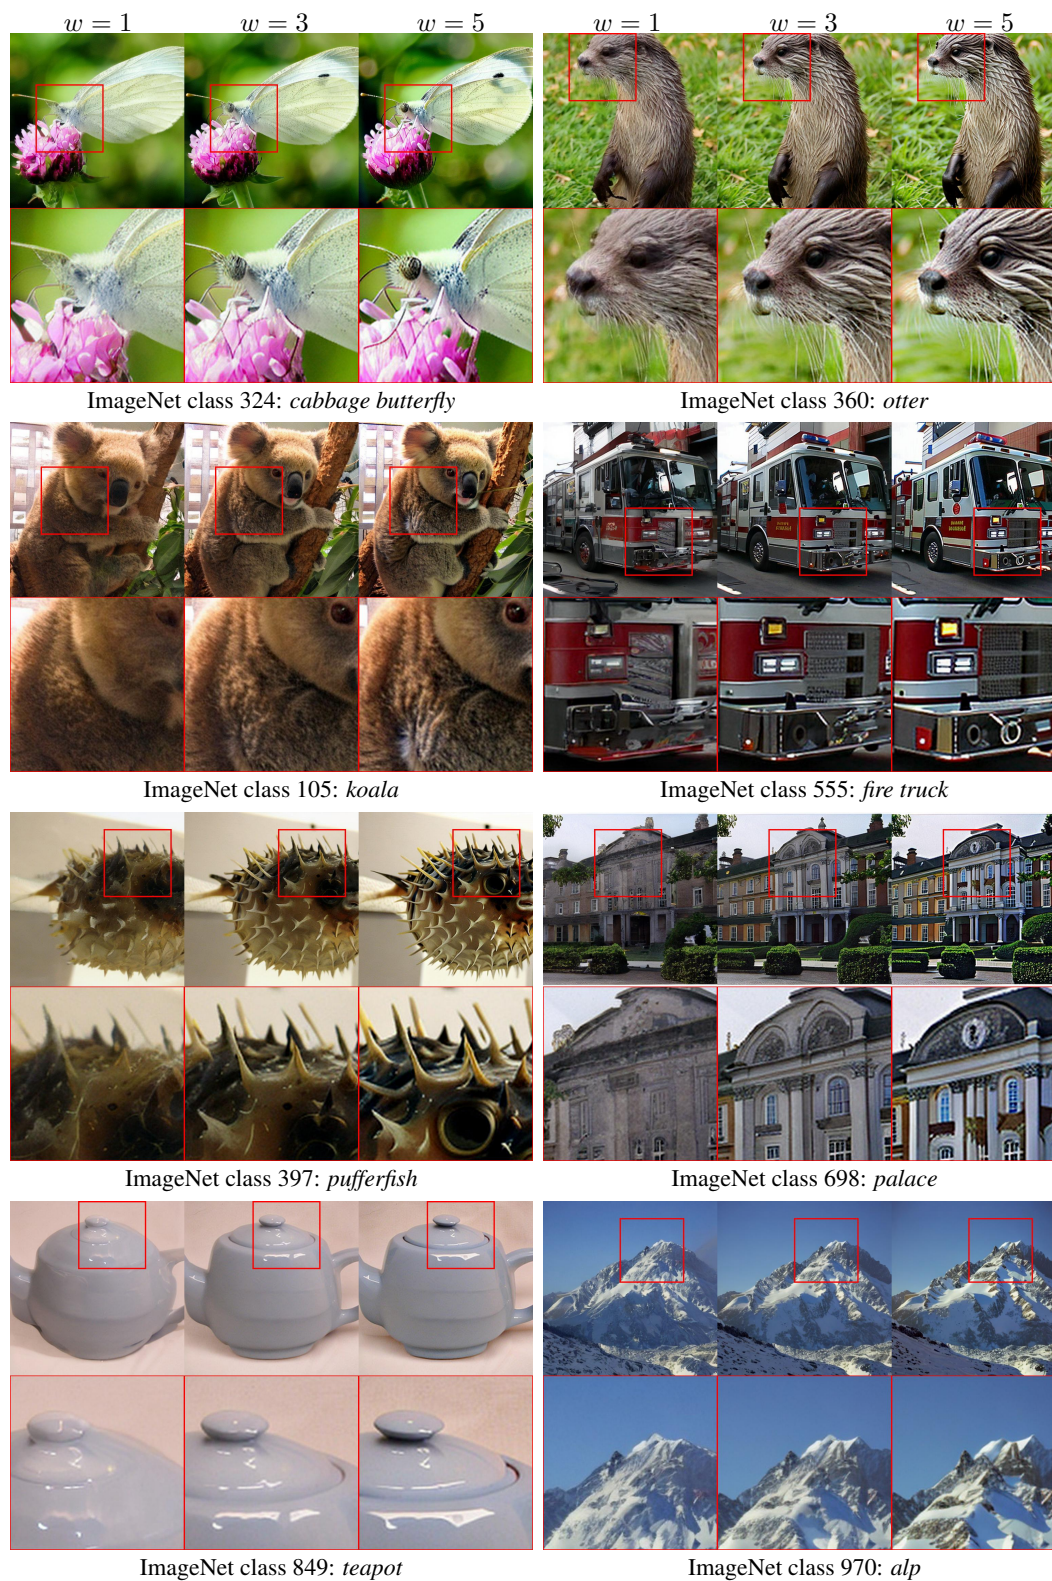 w = 1 w = 3 w = 5 w = 1 w = 3 w = 5
ImageNet class 324: cabbage butterfly
ImageNet class 360: otter
ImageNet class 105: koala
ImageNet class 555: fire truck
ImageNet class 397: pufferfish
ImageNet class 698: palace
ImageNet class 849: teapot
ImageNet class 970: alp